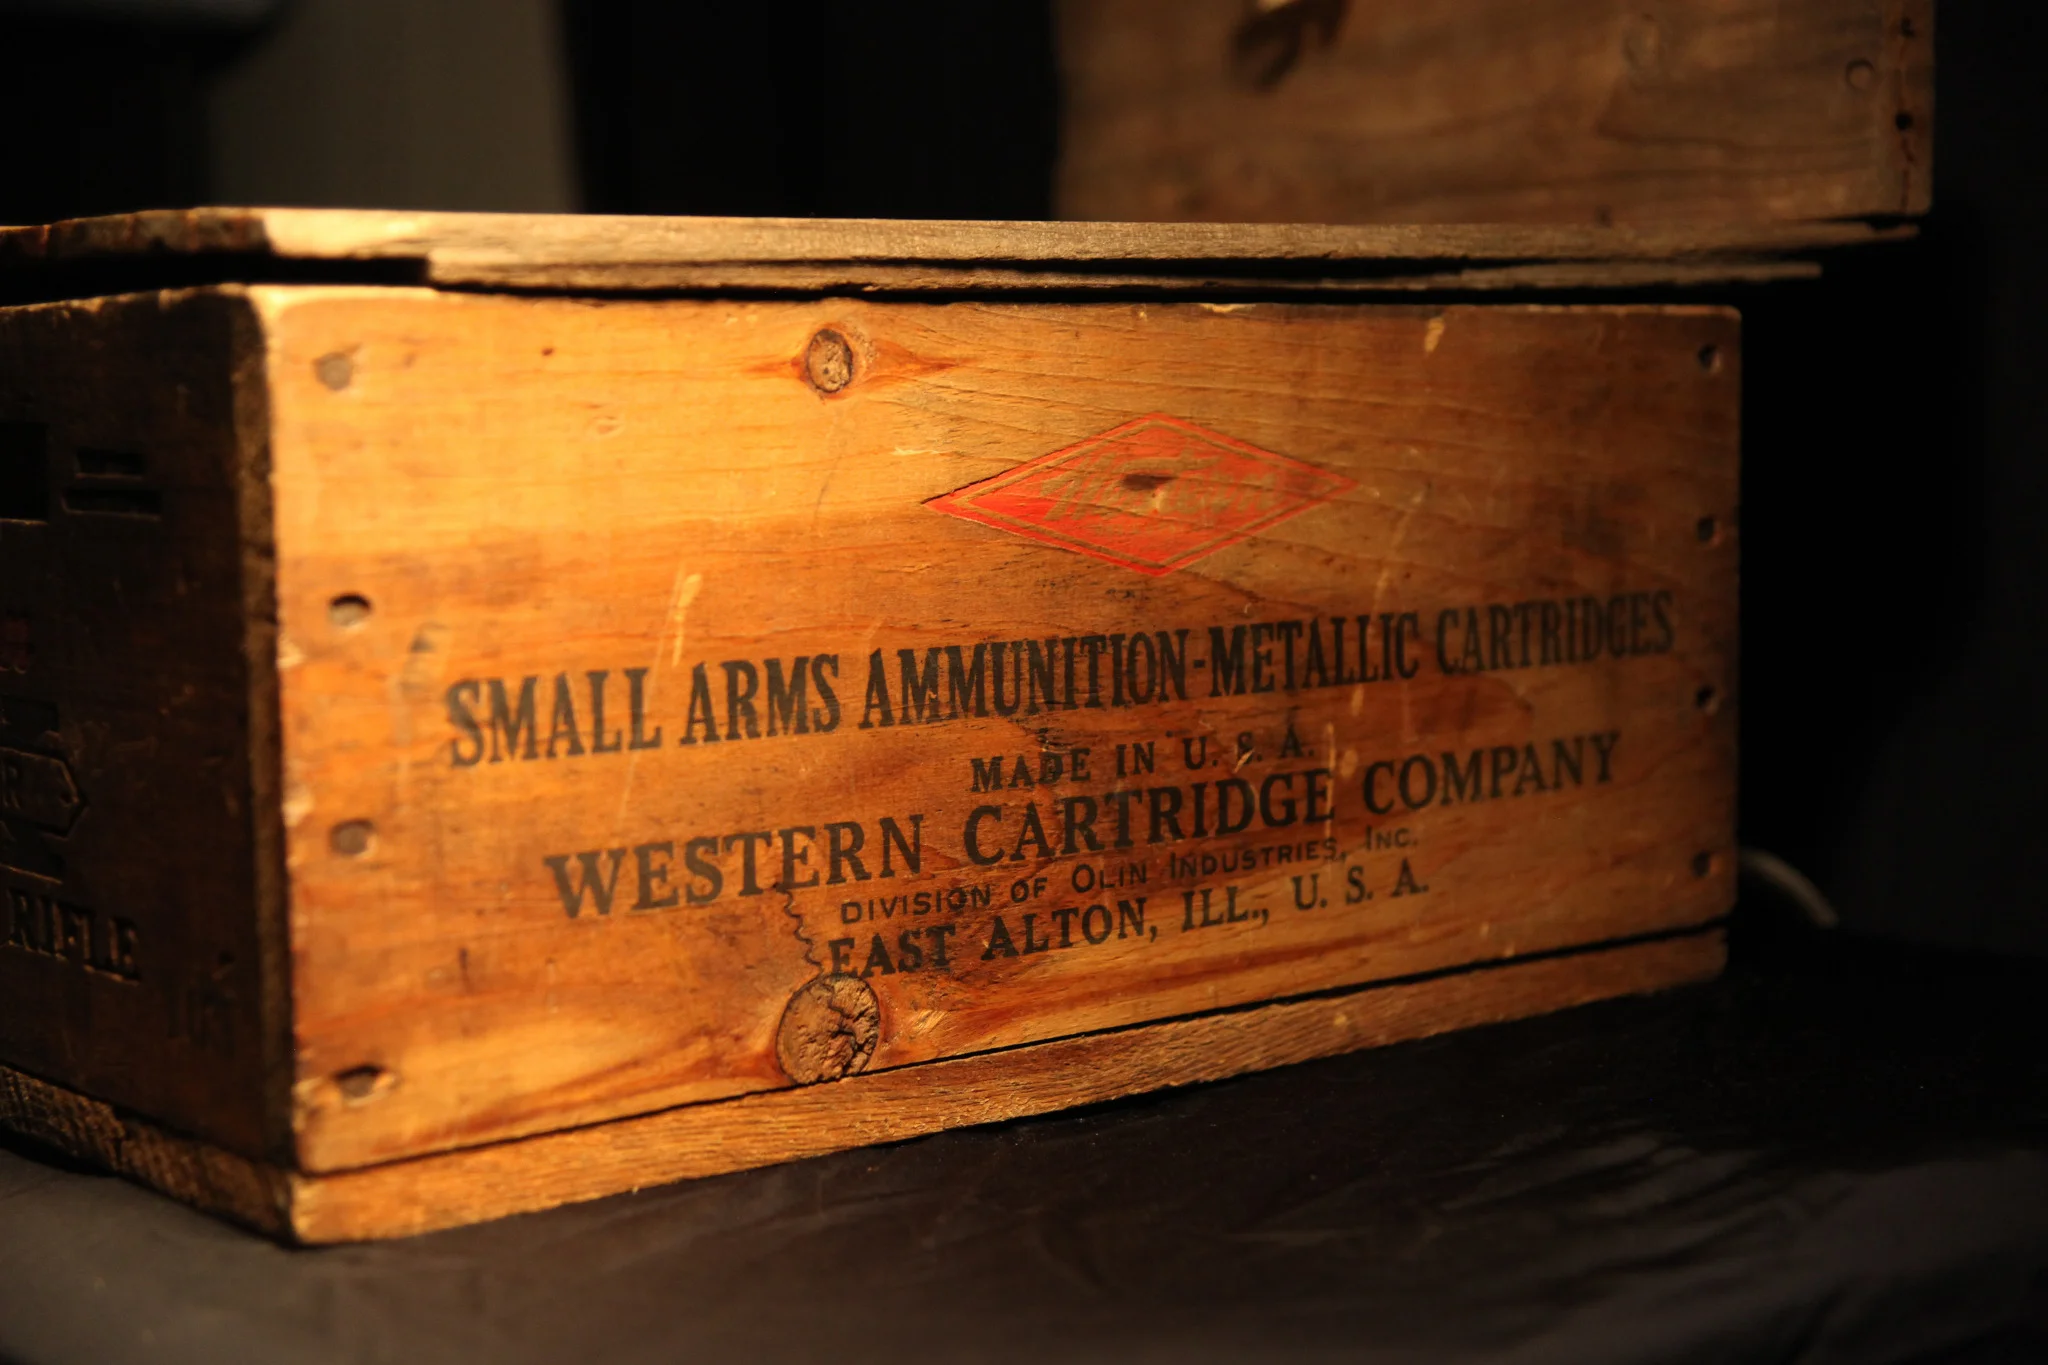 Western
SMALL ARMS AMMUNITION-METALLIC CARTRIDGES
MADE IN U. S. A.
WESTERN CARTRIDGE COMPANY
DIVISION OF OLIN INDUSTRIES, INC.
EAST ALTON, ILL., U. S. A.
R
RIFLE